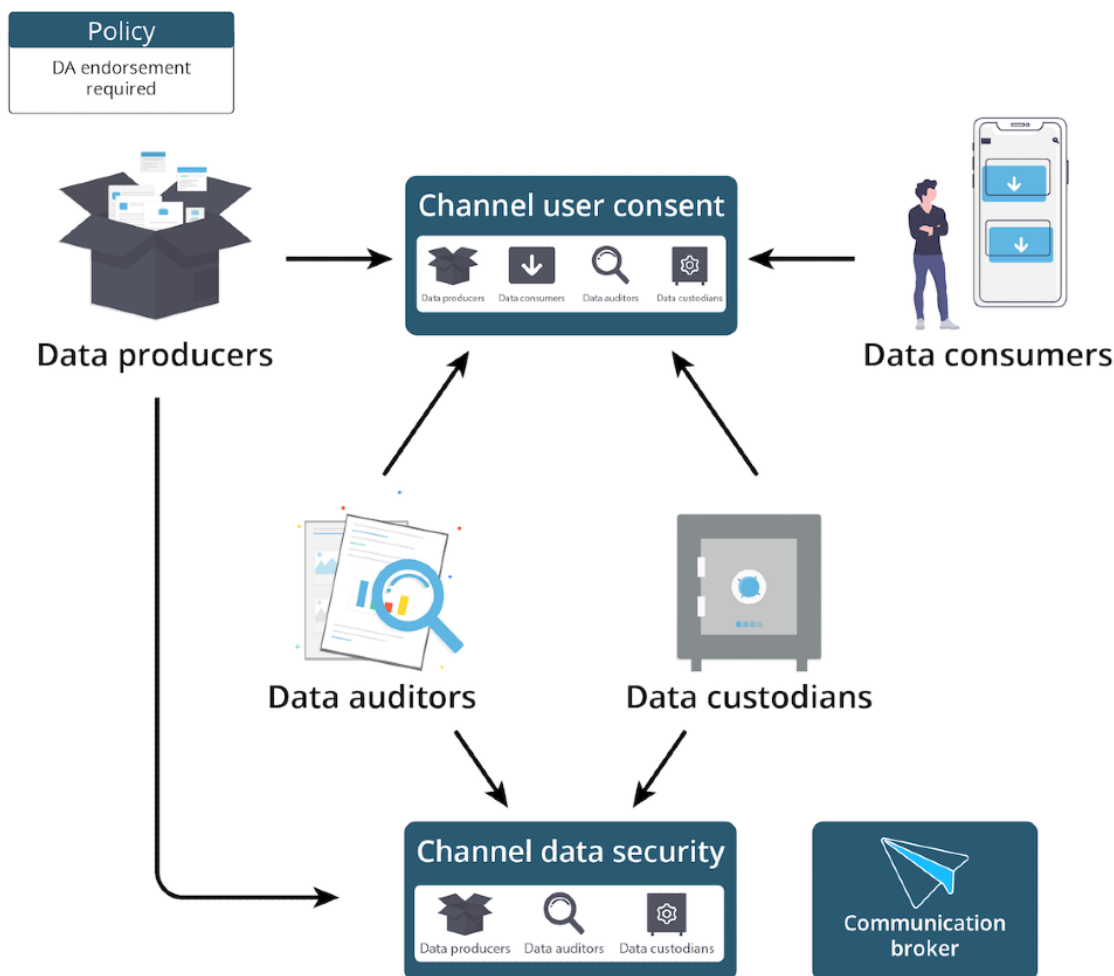 Policy
DA endorsement
required
Channel user consent
Data producers
Data consumers
Data auditors
Data custodians
Data producers
Data consumers
Data auditors
Data custodians
Channel data security
Data producers
Data auditors
Data custodians
Communication
broker